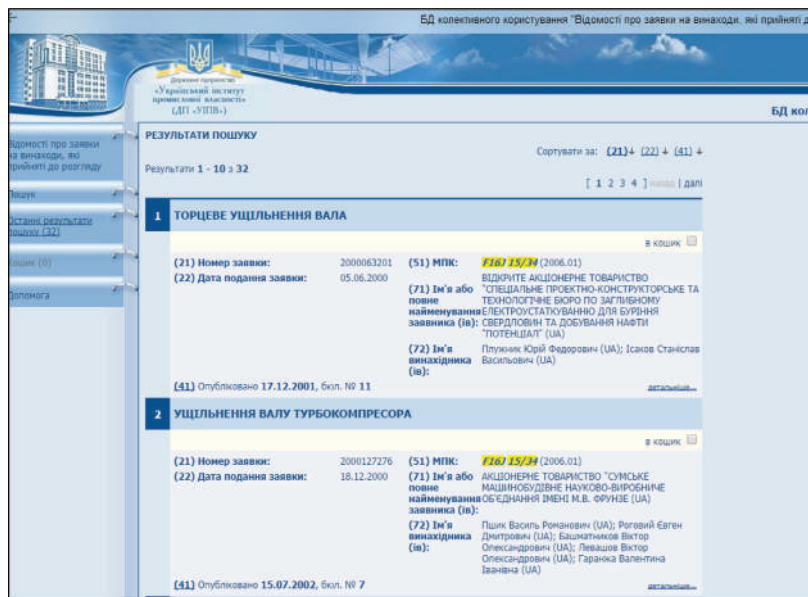 БД колективного користування "Відомості про заявки на винаходи, які прийняті д
Державне підприємство
«Український інститут
промислової власності»
(ДП «УІПВ»)
БД кол
Відомості про заявки
на винаходи, які
прийняті до розгляду
Пошук
Останні результати
пошуку (32)
Кошик (0)
Допомога
РЕЗУЛЬТАТИ ПОШУКУ
Сортувати за: (21)↓ (22) ↓ (41) ↓
Результати 1 - 10 з 32
[ 1 2 3 4 ] назад | далі
1 ТОРЦЕВЕ УЩІЛЬНЕННЯ ВАЛА
в кошик
(21) Номер заявки: 2000063201
(22) Дата подання заявки: 05.06.2000
(51) МПК: F16J 15/34 (2006.01)
(71) Ім'я або повне найменування заявника (ів):
ВІДКРИТЕ АКЦІОНЕРНЕ ТОВАРИСТВО
"СПЕЦІАЛЬНЕ ПРОЕКТНО-КОНСТРУКТОРСЬКЕ ТА
ТЕХНОЛОГІЧНЕ БЮРО ПО ЗАГЛИБНОМУ
ЕЛЕКТРОУСТАТКУВАННЮ ДЛЯ БУРІННЯ
СВЕРДЛОВИН ТА ДОБУВАННЯ НАФТИ
"ПОТЕНЦІАЛ" (UA)
(72) Ім'я винахідника (ів):
Плужник Юрій Федорович (UA); Ісаков Станіслав
Васильович (UA)
(41) Опубліковано 17.12.2001, бюл. № 11
детальніше...
2 УЩІЛЬНЕННЯ ВАЛУ ТУРБОКОМПРЕСОРА
в кошик
(21) Номер заявки: 2000127276
(22) Дата подання заявки: 18.12.2000
(51) МПК: F16J 15/34 (2006.01)
(71) Ім'я або повне найменування заявника (ів):
АКЦІОНЕРНЕ ТОВАРИСТВО "СУМСЬКЕ
МАШИНОБУДІВНЕ НАУКОВО-ВИРОБНИЧЕ
ОБ'ЄДНАННЯ ІМЕНІ М.В. ФРУНЗЕ (UA)
(72) Ім'я винахідника (ів):
Пшик Василь Романович (UA); Роговий Євген
Дмитрович (UA); Башматников Віктор
Олександрович (UA); Левашов Віктор
Олександрович (UA); Гараніка Валентина
Іванівна (UA)
(41) Опубліковано 15.07.2002, бюл. № 7
детальніше...